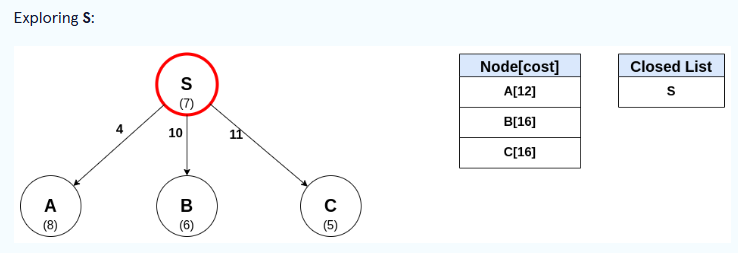 Exploring S:
S
(7)
4
10
11
A
(8)
B
(6)
C
(5)
Node[cost]
A[12]
B[16]
C[16]
Closed List
S